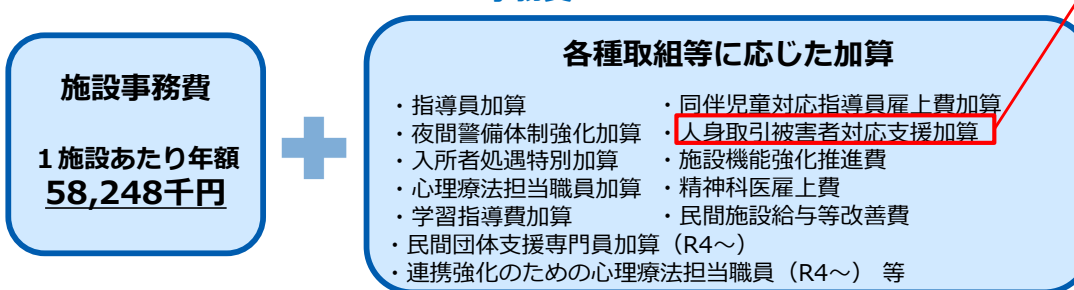 施設事務費
１施設あたり年額
58,248千円
各種取組等に応じた加算
・指導員加算
・夜間警備体制強化加算
・入所者処遇特別加算
・心理療法担当職員加算
・学習指導費加算
・同伴児童対応指導員雇上費加算
・人身取引被害者対応支援加算
・施設機能強化推進費
・精神科医雇上費
・民間施設給与等改善費
・民間団体支援専門員加算（R4～）
・連携強化のための心理療法担当職員（R4～） 等